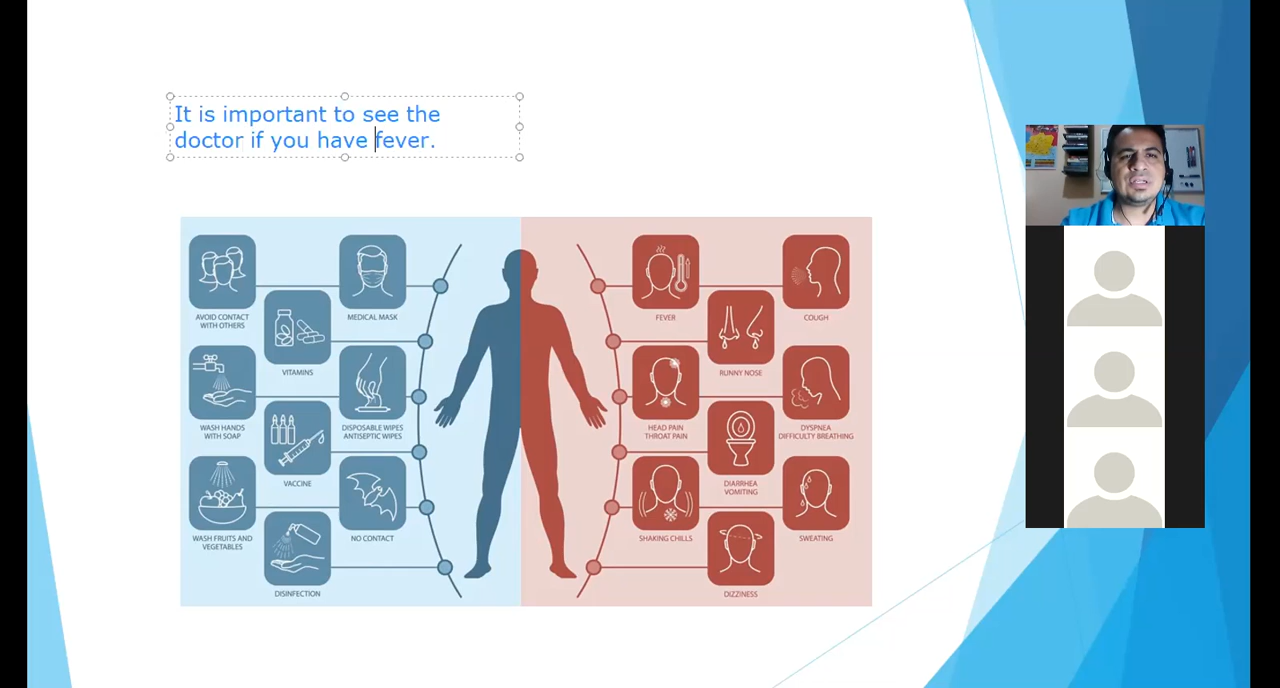 It is important to see the
doctor if you have fever.
AVOID CONTACT
WITH OTHERS
MEDICAL MASK
VITAMINS
WASH HANDS
WITH SOAP
DISPOSABLE WIPES
ANTISEPTIC WIPES
VACCINE
WASH FRUITS AND
VEGETABLES
NO CONTACT
DISINFECTION
FEVER
COUGH
RUNNY NOSE
HEAD PAIN
THROAT PAIN
DYSPNEA
DIFFICULTY BREATHING
DIARRHEA
VOMITING
SHAKING CHILLS
SWEATING
DIZZINESS